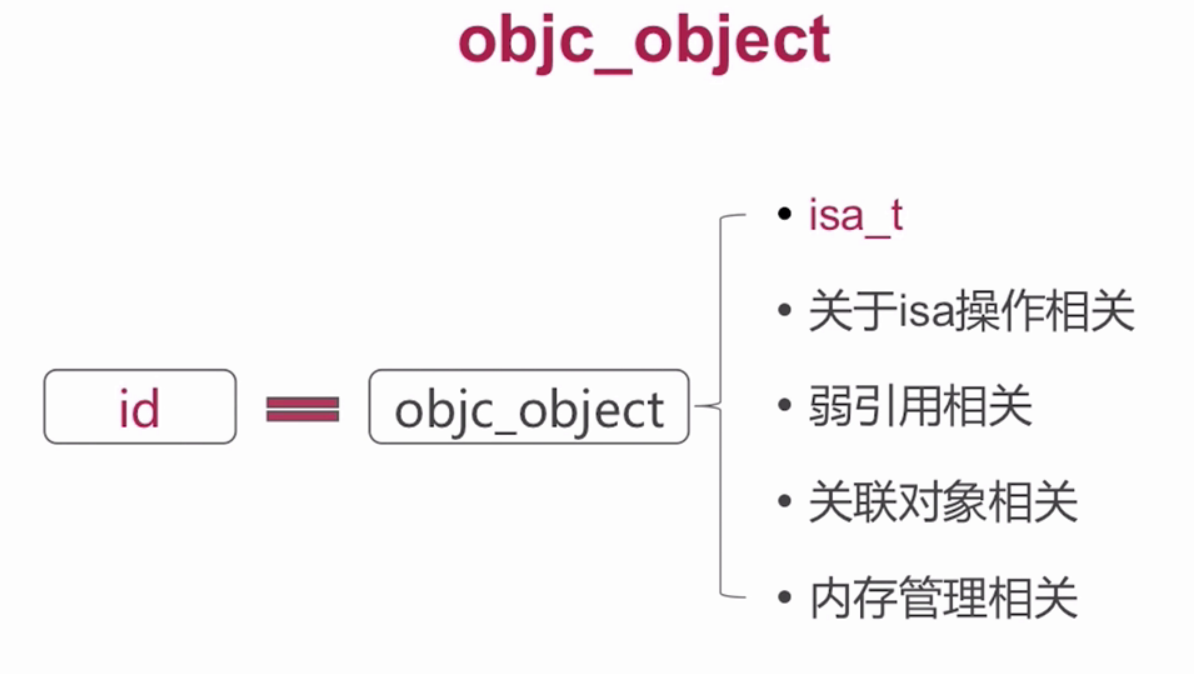 objc_object
• isa_t
• 关于isa操作相关
id = objc_object
• 弱引用相关
• 关联对象相关
• 内存管理相关